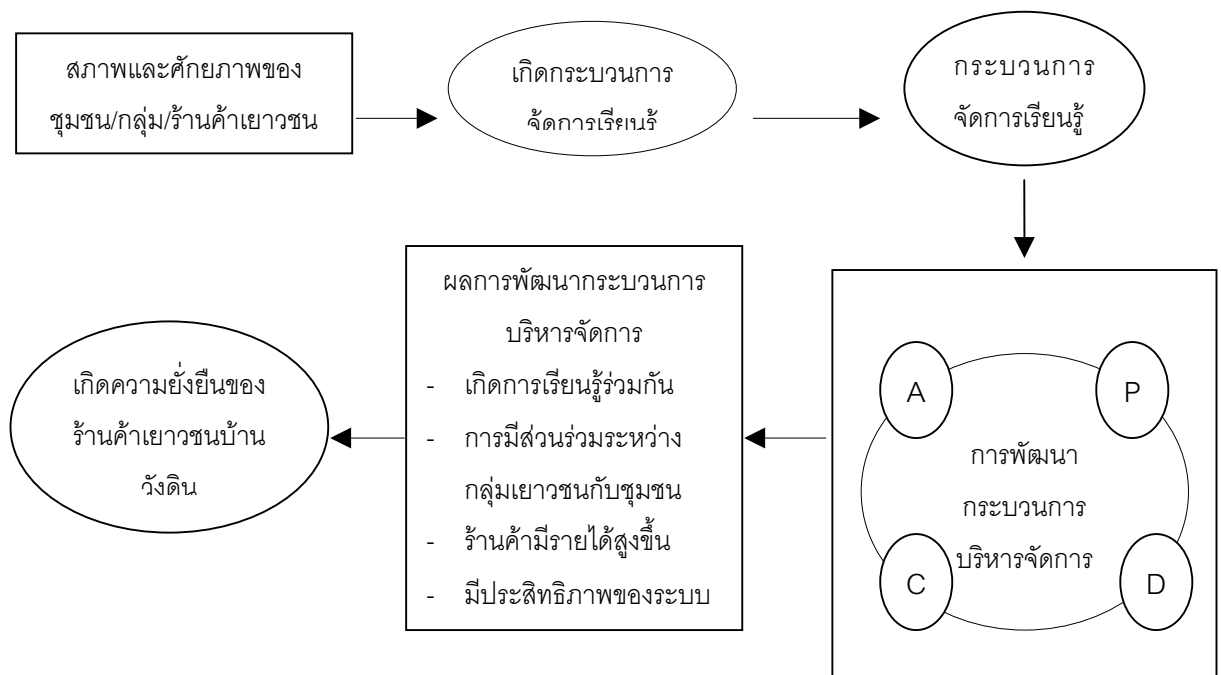 สภาพและศักยภาพของ
ชุมชน/กลุ่ม/ร้านค้าเยาวชน
เกิดกระบวนการ
จัดการเรียนรู้
กระบวนการ
จัดการเรียนรู้
A
P
การพัฒนา
กระบวนการ
บริหารจัดการ
C
D
ผลการพัฒนากระบวนการ
บริหารจัดการ
- เกิดการเรียนรู้ร่วมกัน
- การมีส่วนร่วมระหว่าง
กลุ่มเยาวชนกับชุมชน
- ร้านค้ามีรายได้สูงขึ้น
- มีประสิทธิภาพของระบบ
เกิดความยั่งยืนของ
ร้านค้าเยาวชนบ้าน
วังดิน